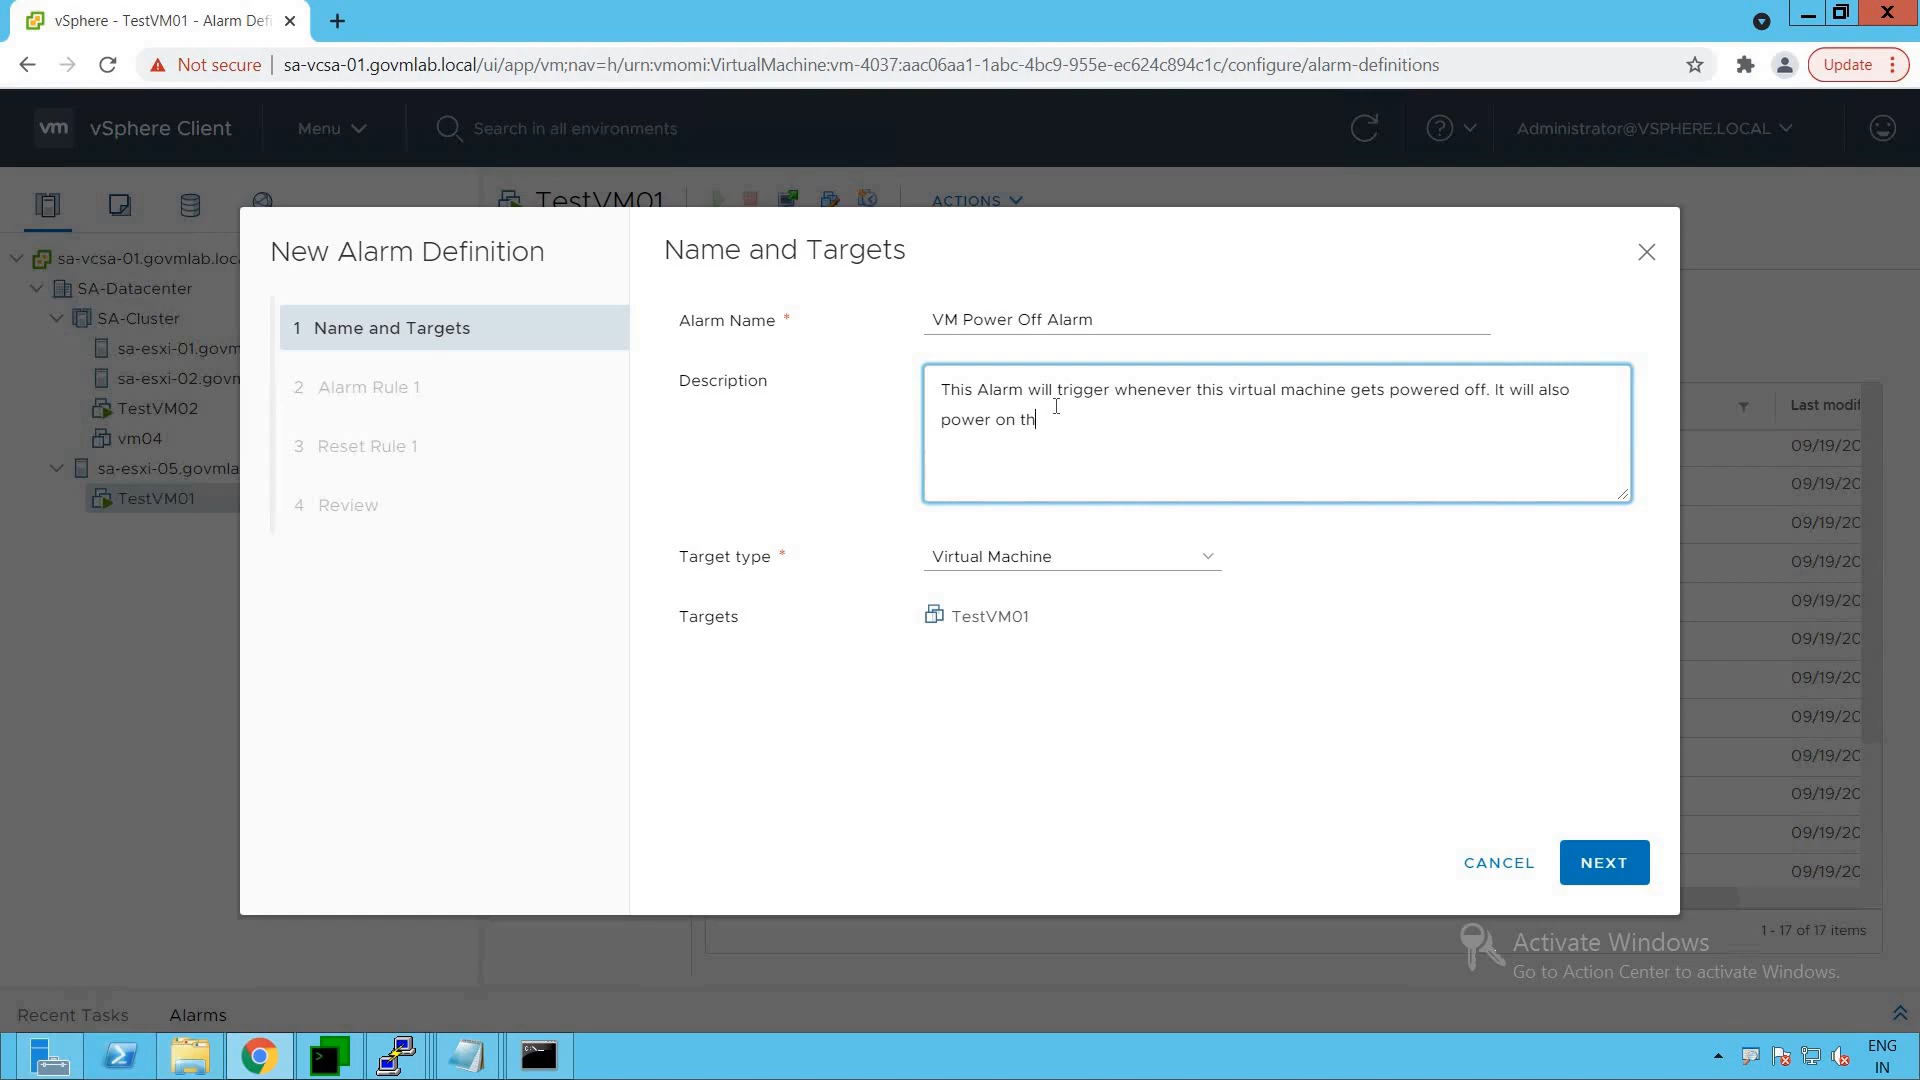 vSphere - TestVM01 - Alarm Defi
Not secure
sa-vcsa-01.govmlab.local/ui/app/vm;nav=h/urn:vmomi:VirtualMachine:vm-4037:aac06aa1-1abc-4bc9-955e-ec624c894c1c/configure/alarm-definitions
Update
vm vSphere Client
Menu
Search in all environments
Administrator@VSPHERE.LOCAL
TestVM01
ACTIONS
sa-vcsa-01.govmlab.loca
SA-Datacenter
SA-Cluster
sa-esxi-01.govm
sa-esxi-02.govm
TestVM02
vm04
sa-esxi-05.govmla
TestVM01
New Alarm Definition
1 Name and Targets
2 Alarm Rule 1
3 Reset Rule 1
4 Review
Name and Targets
Alarm Name *
VM Power Off Alarm
Description
This Alarm will trigger whenever this virtual machine gets powered off. It will also
power on th
Target type *
Virtual Machine
Targets
TestVM01
CANCEL
NEXT
Last modif
09/19/20
09/19/20
09/19/20
09/19/20
09/19/20
09/19/20
09/19/20
09/19/20
09/19/20
09/19/20
09/19/20
09/19/20
1 - 17 of 17 items
Activate Windows
Go to Action Center to activate Windows.
Recent Tasks
Alarms
ENG
IN